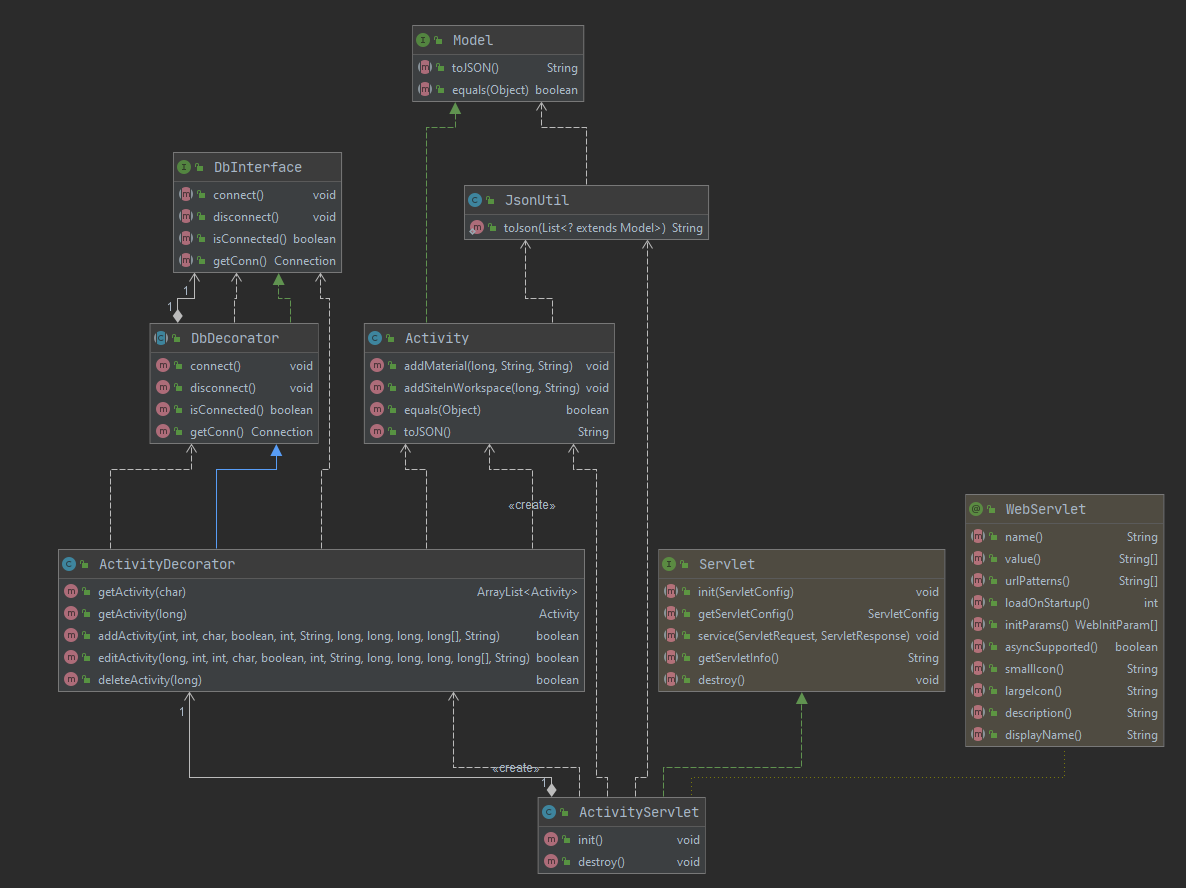 Model
toJSON() String
equals(Object) boolean
DbInterface
connect() void
disconnect() void
isConnected() boolean
getConn() Connection
JsonUtil
toJson(List<? extends Model>) String
1
1
DbDecorator
connect() void
disconnect() void
isConnected() boolean
getConn() Connection
Activity
addMaterial(long, String, String) void
addSiteInWorkspace(long, String) void
equals(Object) boolean
toJSON() String
«create»
ActivityDecorator
getActivity(char) ArrayList<Activity>
getActivity(long) Activity
addActivity(int, int, char, boolean, int, String, long, long, long, long[], String) boolean
editActivity(long, int, int, char, boolean, int, String, long, long, long, long[], String) boolean
deleteActivity(long) boolean
Servlet
init(ServletConfig) void
getServletConfig() ServletConfig
service(ServletRequest, ServletResponse) void
getServletInfo() String
destroy() void
WebServlet
name() String
value() String[]
urlPatterns() String[]
loadOnStartup() int
initParams() WebInitParam[]
asyncSupported() boolean
smallIcon() String
largeIcon() String
description() String
displayName() String
1
«create»
1
ActivityServlet
init() void
destroy() void